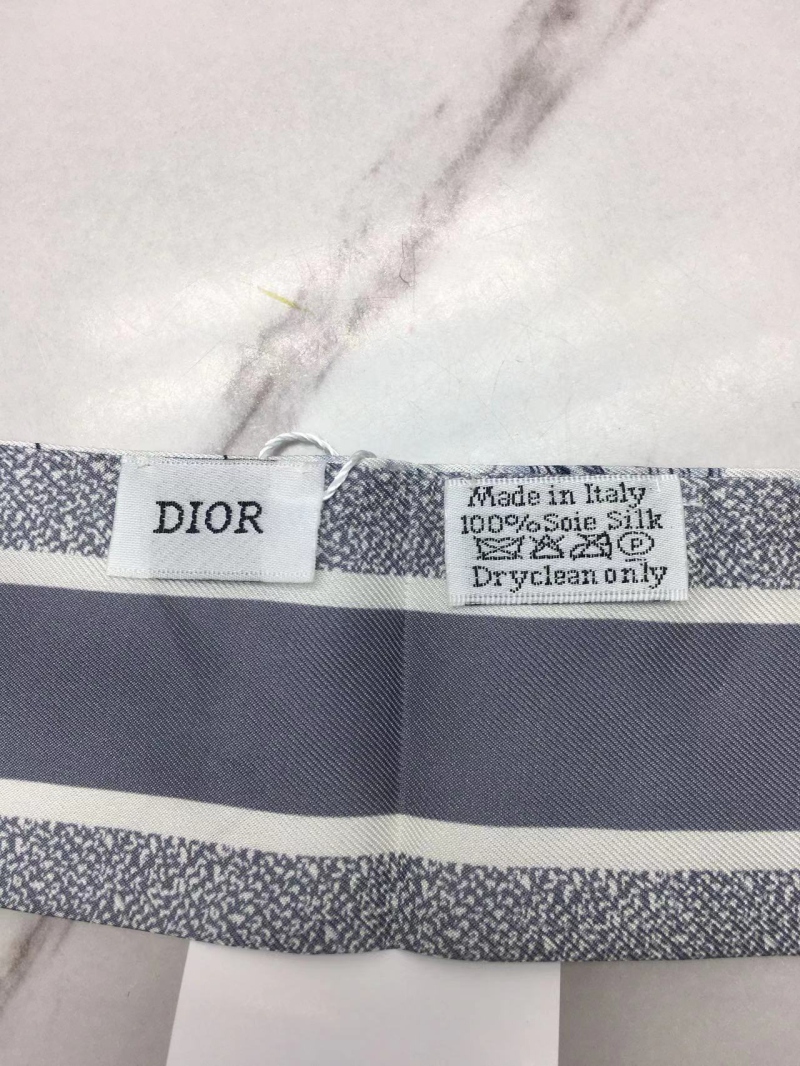 DIOR
Made in Italy
100% Soie Silk
P
Dryclean only